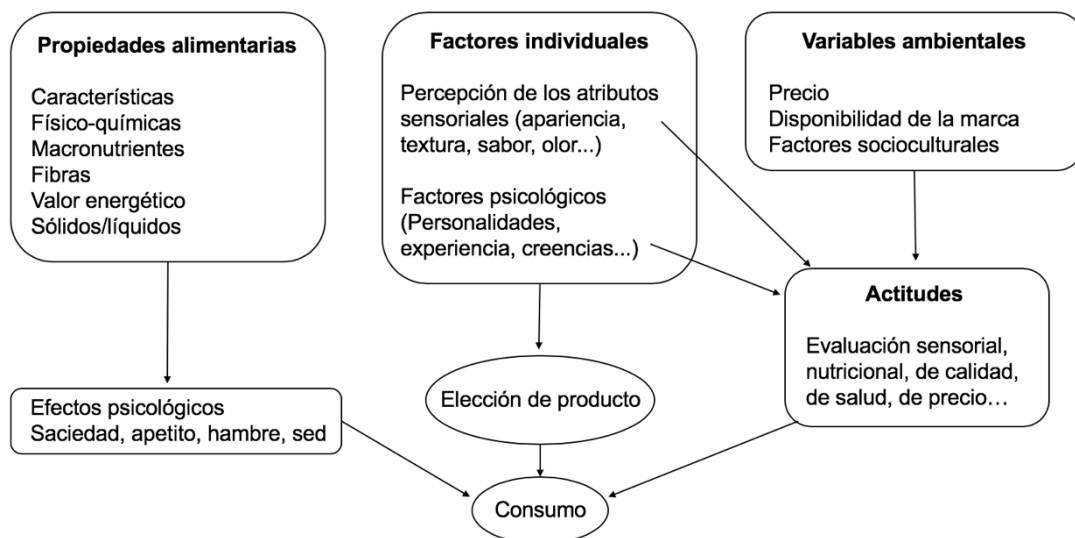 Propiedades alimentarias
Características
Físico-químicas
Macronutrientes
Fibras
Valor energético
Sólidos/líquidos
Factores individuales
Percepción de los atributos
sensoriales (apariencia,
textura, sabor, olor...)
Factores psicológicos
(Personalidades,
experiencia, creencias...)
Variables ambientales
Precio
Disponibilidad de la marca
Factores socioculturales
Actitudes
Evaluación sensorial,
nutricional, de calidad,
de salud, de precio…
Efectos psicológicos
Saciedad, apetito, hambre, sed
Elección de producto
Consumo